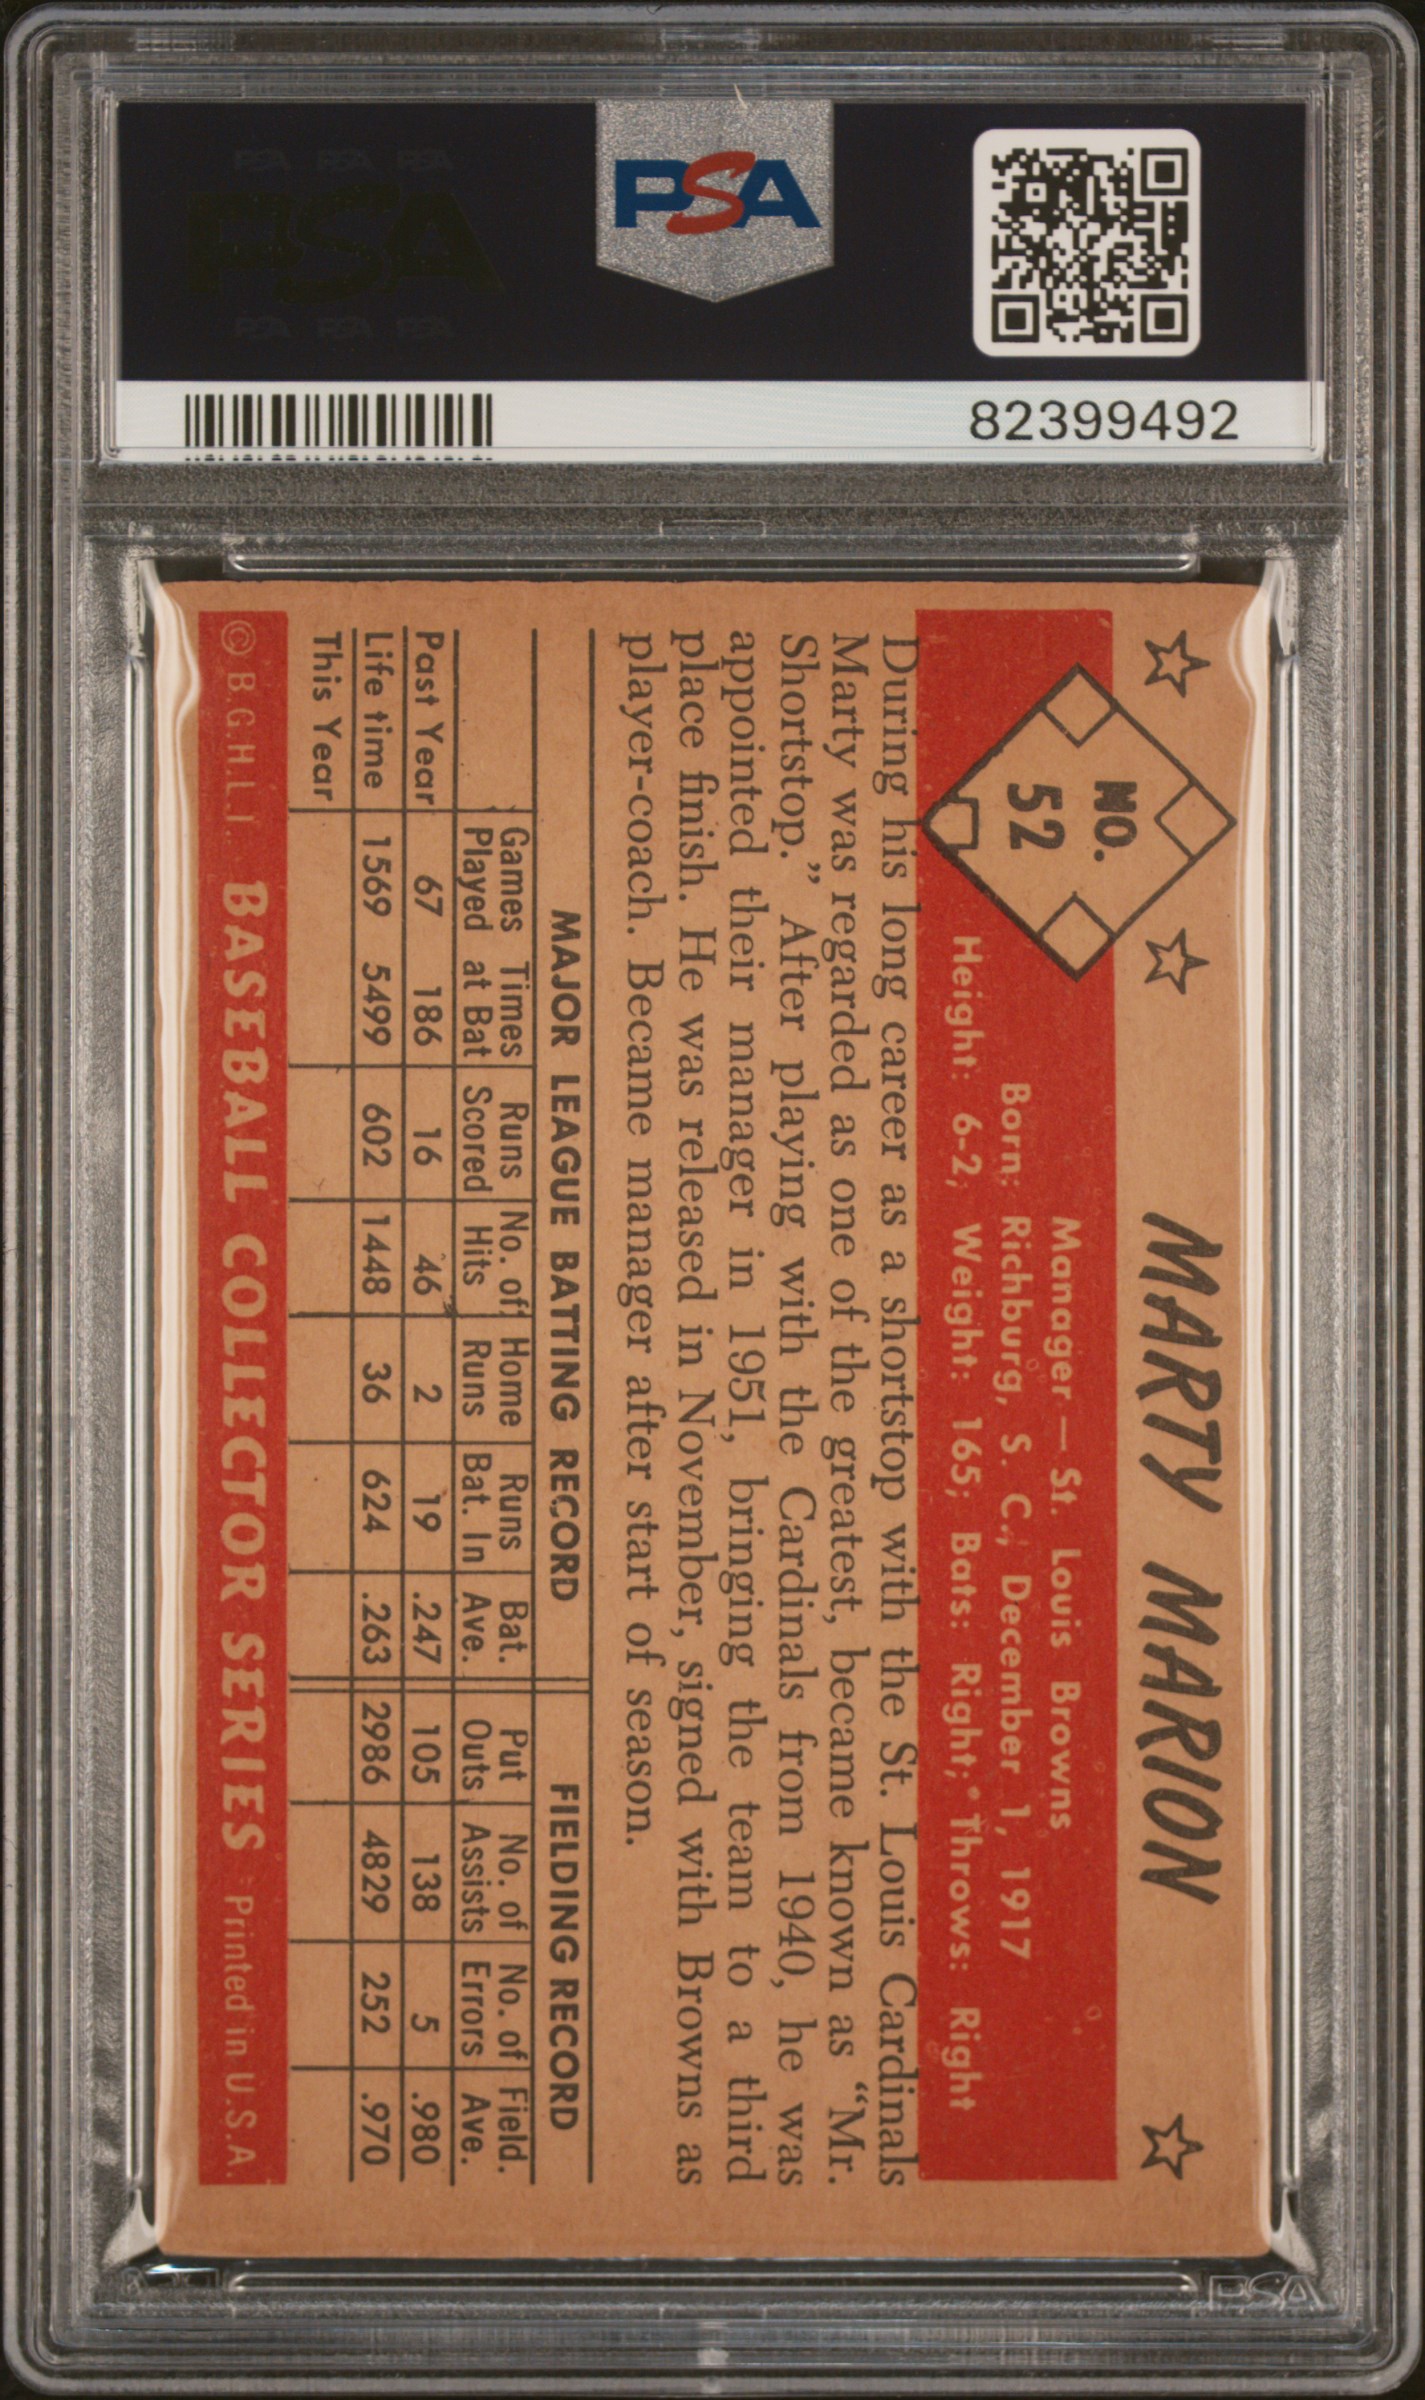 PSA PSA PSA
PSA
PSA PSA PSA
PSA
82399492
NO.
52
MARTY MARION
Manager — St. Louis Browns
Born: Richburg, S. C., December 1, 1917
Height: 6-2; Weight: 165; Bats: Right; Throws: Right
During his long career as a shortstop with the St. Louis Cardinals
Marty was regarded as one of the greatest, became known as “Mr.
Shortstop.” After playing with the Cardinals from 1940, he was
appointed their manager in 1951, bringing the team to a third
place finish. He was released in November, signed with Browns as
player-coach. Became manager after start of season.
MAJOR LEAGUE BATTING RECORD FIELDING RECORD
Games Times Runs No. of Home Runs Bat. Put No. of No. of Field.
Played at Bat Scored Hits Runs Bat. In Ave. Outs Assists Errors Ave.
Past Year 67 186 16 46 2 19 .247 105 138 5 .980
Life time 1569 5499 602 1448 36 624 .263 2986 4829 252 .970
This Year
© B.G.H.L.I. BASEBALL COLLECTOR SERIES Printed in U.S.A.
PSA